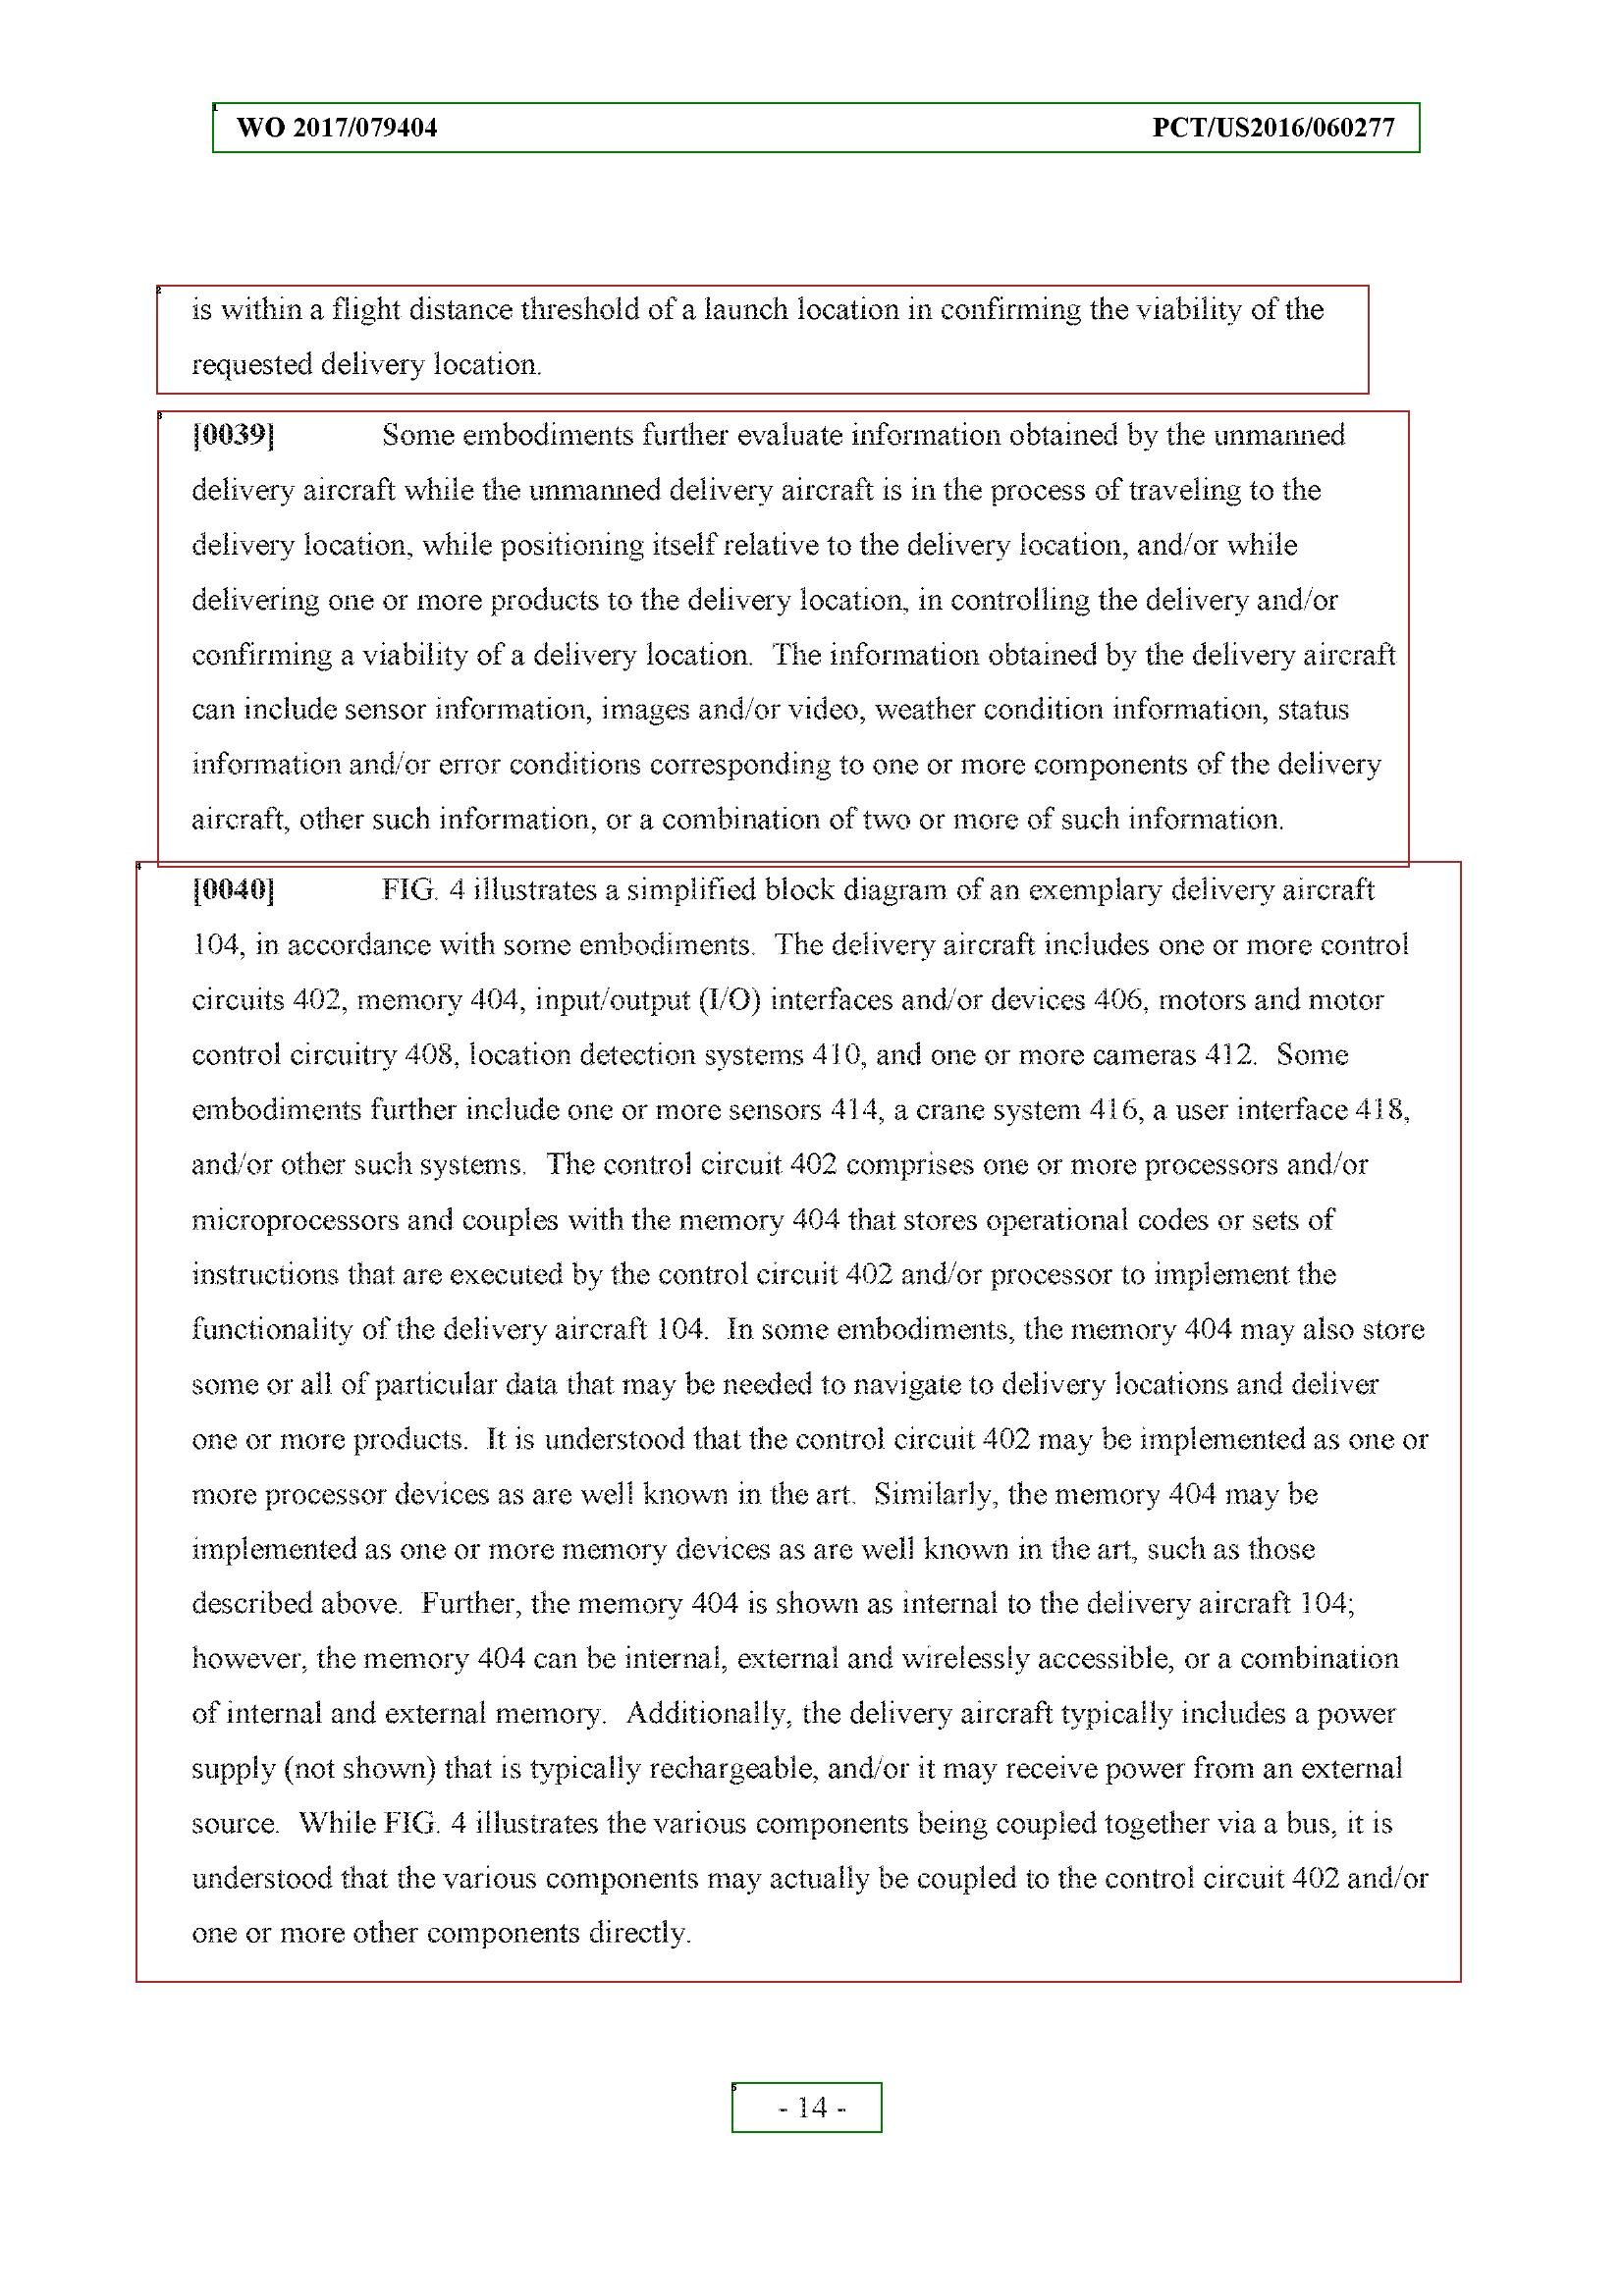 WO 2017/079404 PCT/US2016/060277
is within a flight distance threshold of a launch location in confirming the viability of the
requested delivery location.
[0039] Some embodiments further evaluate information obtained by the unmanned
delivery aircraft while the unmanned delivery aircraft is in the process of traveling to the
delivery location, while positioning itself relative to the delivery location, and/or while
delivering one or more products to the delivery location, in controlling the delivery and/or
confirming a viability of a delivery location.  The information obtained by the delivery aircraft
can include sensor information, images and/or video, weather condition information, status
information and/or error conditions corresponding to one or more components of the delivery
aircraft, other such information, or a combination of two or more of such information.
[0040] FIG. 4 illustrates a simplified block diagram of an exemplary delivery aircraft
104, in accordance with some embodiments.  The delivery aircraft includes one or more control
circuits 402, memory 404, input/output (I/O) interfaces and/or devices 406, motors and motor
control circuitry 408, location detection systems 410, and one or more cameras 412.  Some
embodiments further include one or more sensors 414, a crane system 416, a user interface 418,
and/or other such systems.  The control circuit 402 comprises one or more processors and/or
microprocessors and couples with the memory 404 that stores operational codes or sets of
instructions that are executed by the control circuit 402 and/or processor to implement the
functionality of the delivery aircraft 104.  In some embodiments, the memory 404 may also store
some or all of particular data that may be needed to navigate to delivery locations and deliver
one or more products.  It is understood that the control circuit 402 may be implemented as one or
more processor devices as are well known in the art.  Similarly, the memory 404 may be
implemented as one or more memory devices as are well known in the art, such as those
described above.  Further, the memory 404 is shown as internal to the delivery aircraft 104;
however, the memory 404 can be internal, external and wirelessly accessible, or a combination
of internal and external memory.  Additionally, the delivery aircraft typically includes a power
supply (not shown) that is typically rechargeable, and/or it may receive power from an external
source.  While FIG. 4 illustrates the various components being coupled together via a bus, it is
understood that the various components may actually be coupled to the control circuit 402 and/or
one or more other components directly.
- 14 -